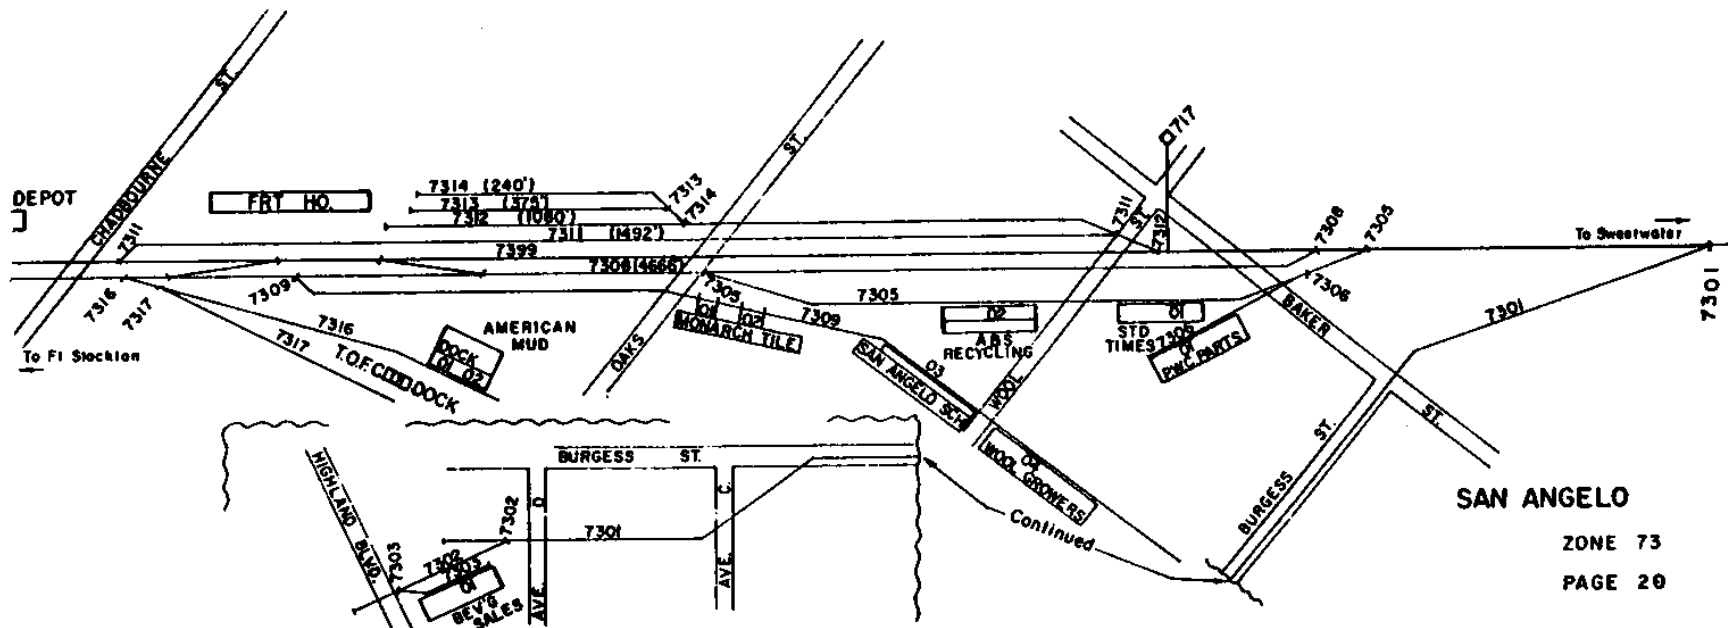 DEPOT
CHADBOURNE ST.
FRT HO.
7314 (240')
7313 (375'
7312 (1080')
7311 (1492')
7313
7314
OAKS ST.
717
7311
WOOL ST.
7312
7308
7305
To Sweetwater
7301
7311
7399
7308(4666)
7316
7317
7309
7305
7305
7309
7306
7301
BAKER ST.
To Ft Stockton
7316
7317
T.O.F.C. DOCK
AMERICAN MUD
DOCK
01 02
01
02
MONARCH TILE
02
ABS RECYCLING
01
STD TIMES
7306
01
PWC PARTS
03
SAN ANGELO SCH
04
WOOL GROWERS
BURGESS ST.
Continued
HIGHLAND BLVD.
BURGESS ST.
7303
7302
7302
7303
01
BEV'G SALES
AVE. D
7301
AVE. C
SAN ANGELO
ZONE 73
PAGE 20